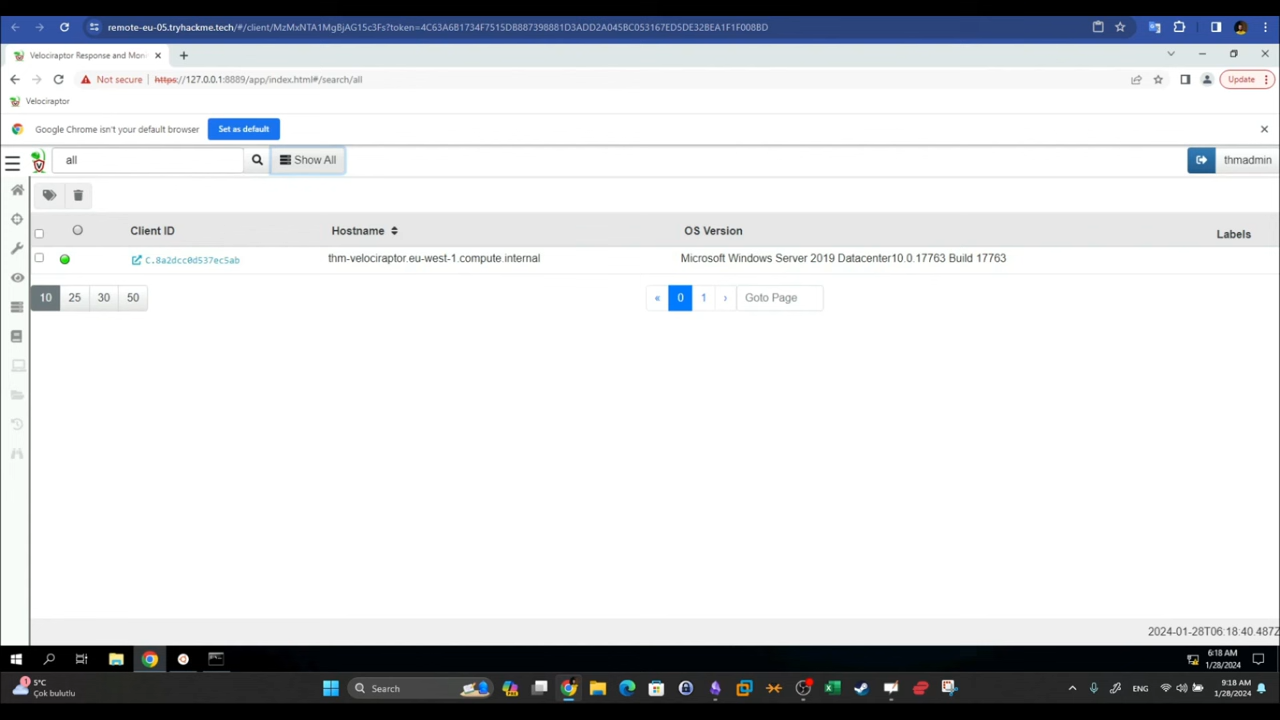 remote-eu-05.tryhackme.tech/#/client/MzMxNTA1MgBjAG15c3Fs?token=4C63A6B1734F7515DB887398881D3ADD2A045BC053167ED5DE32BEA1F1F008BD
Velociraptor Response and Mon
Not secure https://127.0.0.1:8889/app/index.html#/search/all Update
Velociraptor
Google Chrome isn't your default browser Set as default
all Show All thmadmin
Client ID Hostname OS Version Labels
C.8a2dcc0d537ec5ab thm-velociraptor.eu-west-1.compute.internal Microsoft Windows Server 2019 Datacenter10.0.17763 Build 17763
10 25 30 50 « 0 1 › Goto Page
2024-01-28T06:18:40.487Z
6:18 AM
1/28/2024
1 5°C
Çok bulutlu
Search
ENG
9:18 AM
1/28/2024